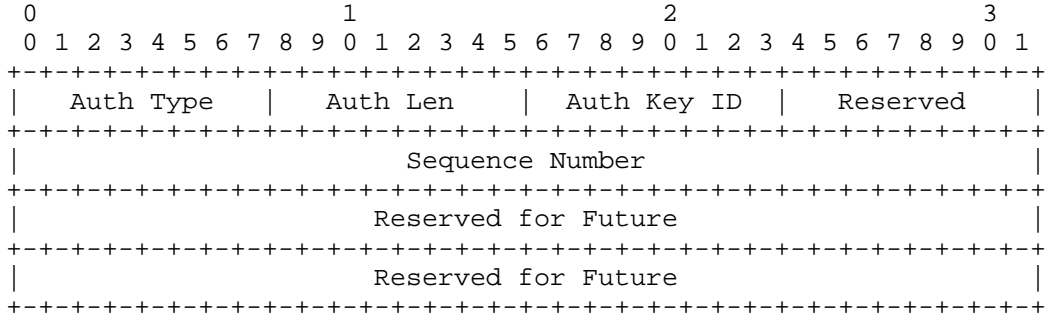 0                   1                   2                   3
 0 1 2 3 4 5 6 7 8 9 0 1 2 3 4 5 6 7 8 9 0 1 2 3 4 5 6 7 8 9 0 1
+-+-+-+-+-+-+-+-+-+-+-+-+-+-+-+-+-+-+-+-+-+-+-+-+-+-+-+-+-+-+-+-+
|   Auth Type   |   Auth Len    |  Auth Key ID  |   Reserved    |
+-+-+-+-+-+-+-+-+-+-+-+-+-+-+-+-+-+-+-+-+-+-+-+-+-+-+-+-+-+-+-+-+
|                        Sequence Number                        |
+-+-+-+-+-+-+-+-+-+-+-+-+-+-+-+-+-+-+-+-+-+-+-+-+-+-+-+-+-+-+-+-+
|                      Reserved for Future                      |
+-+-+-+-+-+-+-+-+-+-+-+-+-+-+-+-+-+-+-+-+-+-+-+-+-+-+-+-+-+-+-+-+
|                      Reserved for Future                      |
+-+-+-+-+-+-+-+-+-+-+-+-+-+-+-+-+-+-+-+-+-+-+-+-+-+-+-+-+-+-+-+-+